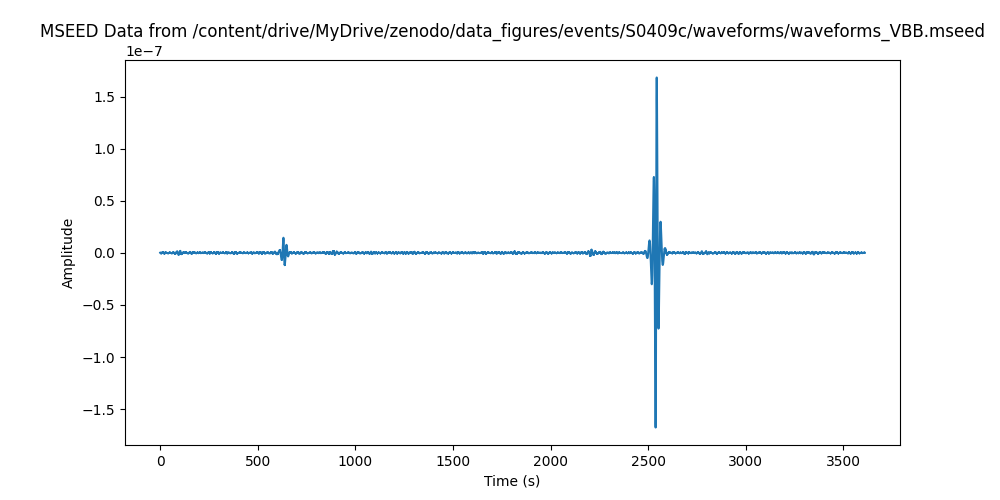 MSEED Data from /content/drive/MyDrive/zenodo/data_figures/events/S0409c/waveforms/waveforms_VBB.mseed
1e−7
1.5
1.0
0.5
0.0
−0.5
−1.0
−1.5
Amplitude
0 500 1000 1500 2000 2500 3000 3500
Time (s)